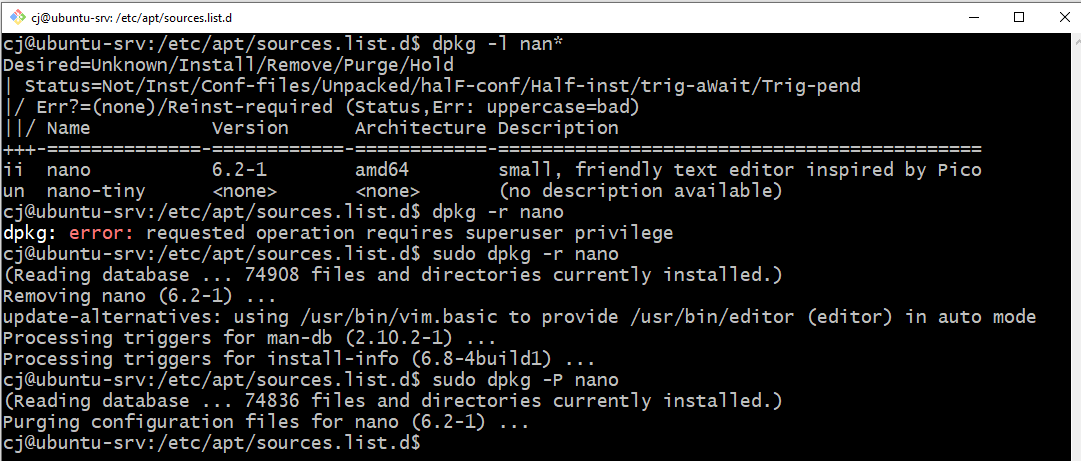 cj@ubuntu-srv: /etc/apt/sources.list.d
cj@ubuntu-srv:/etc/apt/sources.list.d$ dpkg -l nan*
Desired=Unknown/Install/Remove/Purge/Hold
| Status=Not/Inst/Conf-files/Unpacked/halF-conf/Half-inst/trig-aWait/Trig-pend
|/ Err?=(none)/Reinst-required (Status,Err: uppercase=bad)
||/ Name           Version      Architecture Description
+++-==============-============-============-===========================================
ii  nano           6.2-1        amd64        small, friendly text editor inspired by Pico
un  nano-tiny      <none>       <none>       (no description available)
cj@ubuntu-srv:/etc/apt/sources.list.d$ dpkg -r nano
dpkg: error: requested operation requires superuser privilege
cj@ubuntu-srv:/etc/apt/sources.list.d$ sudo dpkg -r nano
(Reading database ... 74908 files and directories currently installed.)
Removing nano (6.2-1) ...
update-alternatives: using /usr/bin/vim.basic to provide /usr/bin/editor (editor) in auto mode
Processing triggers for man-db (2.10.2-1) ...
Processing triggers for install-info (6.8-4build1) ...
cj@ubuntu-srv:/etc/apt/sources.list.d$ sudo dpkg -P nano
(Reading database ... 74836 files and directories currently installed.)
Purging configuration files for nano (6.2-1) ...
cj@ubuntu-srv:/etc/apt/sources.list.d$